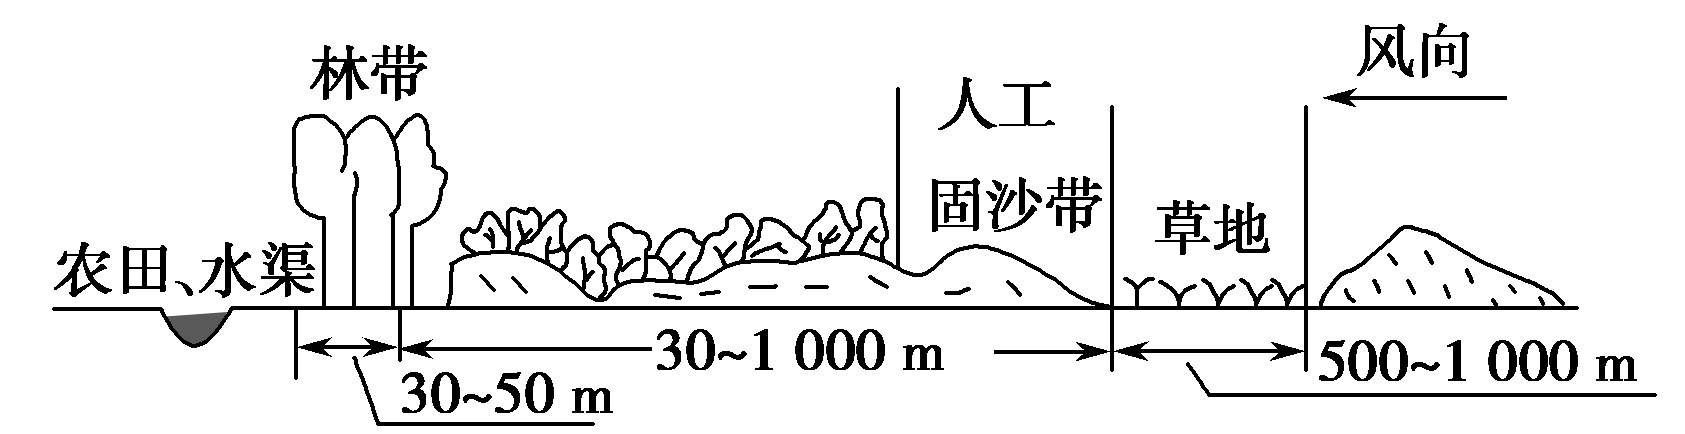 风向
林带
人工
固沙带
草地
农田、水渠
30~1 000 m
500~1 000 m
30~50 m